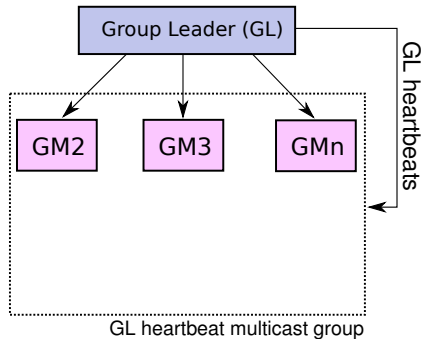 Group Leader (GL)
GL heartbeats
GM2
GM3
GMn
GL heartbeat multicast group